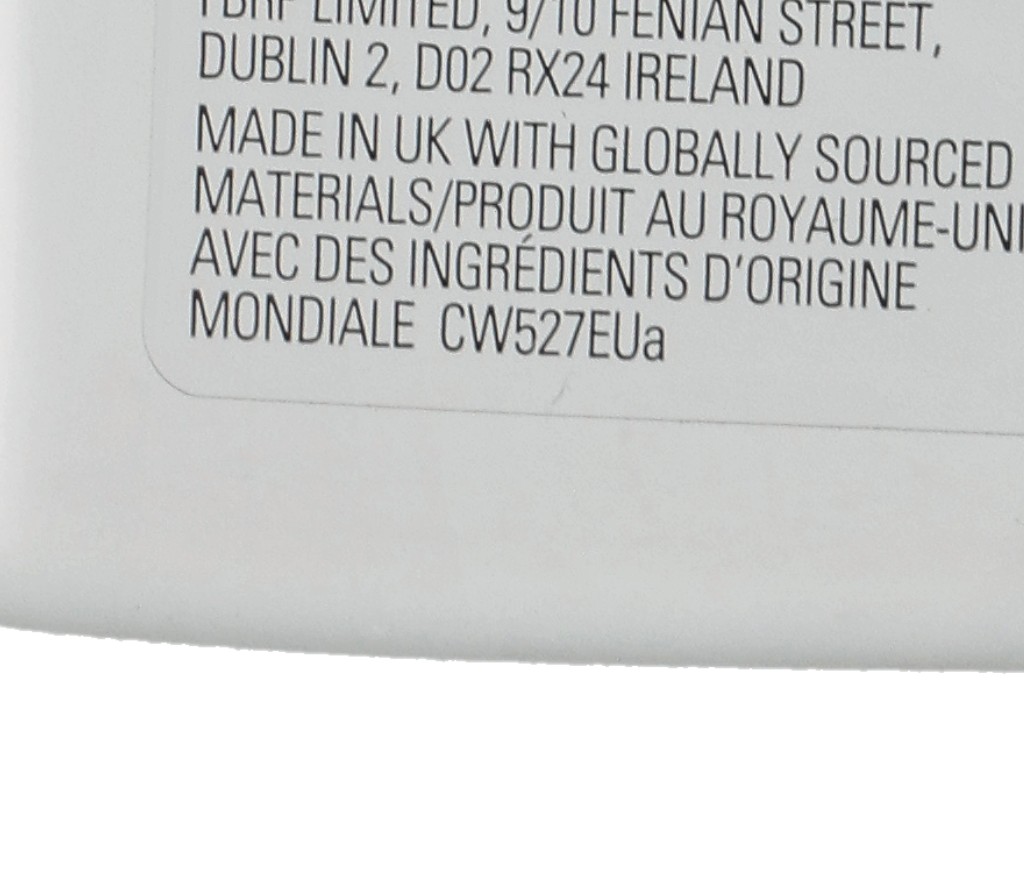 LIMITED, 9/10 FENIAN STREET,
DUBLIN 2, D02 RX24 IRELAND
MADE IN UK WITH GLOBALLY SOURCED
MATERIALS/PRODUIT AU ROYAUME-UNI
AVEC DES INGRÉDIENTS D'ORIGINE
MONDIALE CW527EUa